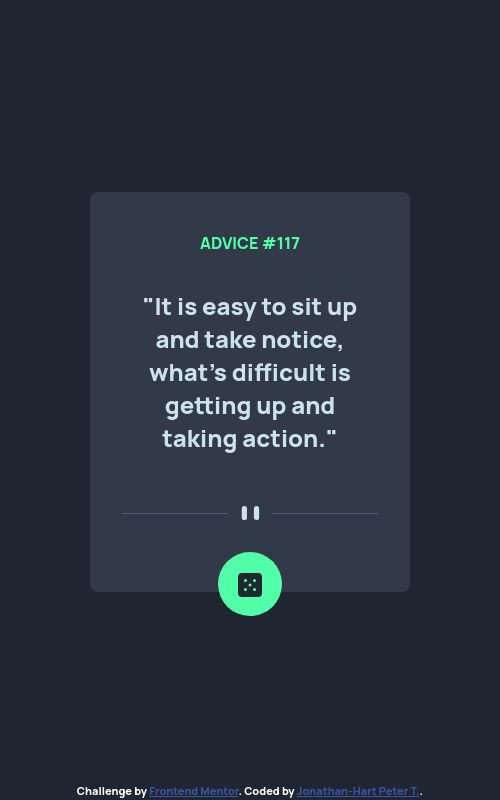 ADVICE #117
"It is easy to sit up
and take notice,
what's difficult is
getting up and
taking action."
Challenge by Frontend Mentor. Coded by Jonathan-Hart Peter T..